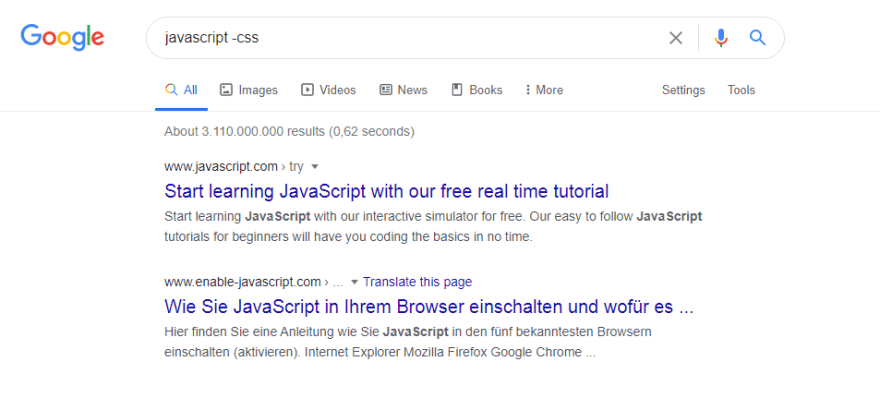 Google
javascript -css
All Images Videos News Books More Settings Tools
About 3.110.000.000 results (0,62 seconds)
www.javascript.com › try
Start learning JavaScript with our free real time tutorial
Start learning JavaScript with our interactive simulator for free. Our easy to follow JavaScript
tutorials for beginners will have you coding the basics in no time.
www.enable-javascript.com › ... Translate this page
Wie Sie JavaScript in Ihrem Browser einschalten und wofür es ...
Hier finden Sie eine Anleitung wie Sie JavaScript in den fünf bekanntesten Browsern
einschalten (aktivieren). Internet Explorer Mozilla Firefox Google Chrome ...